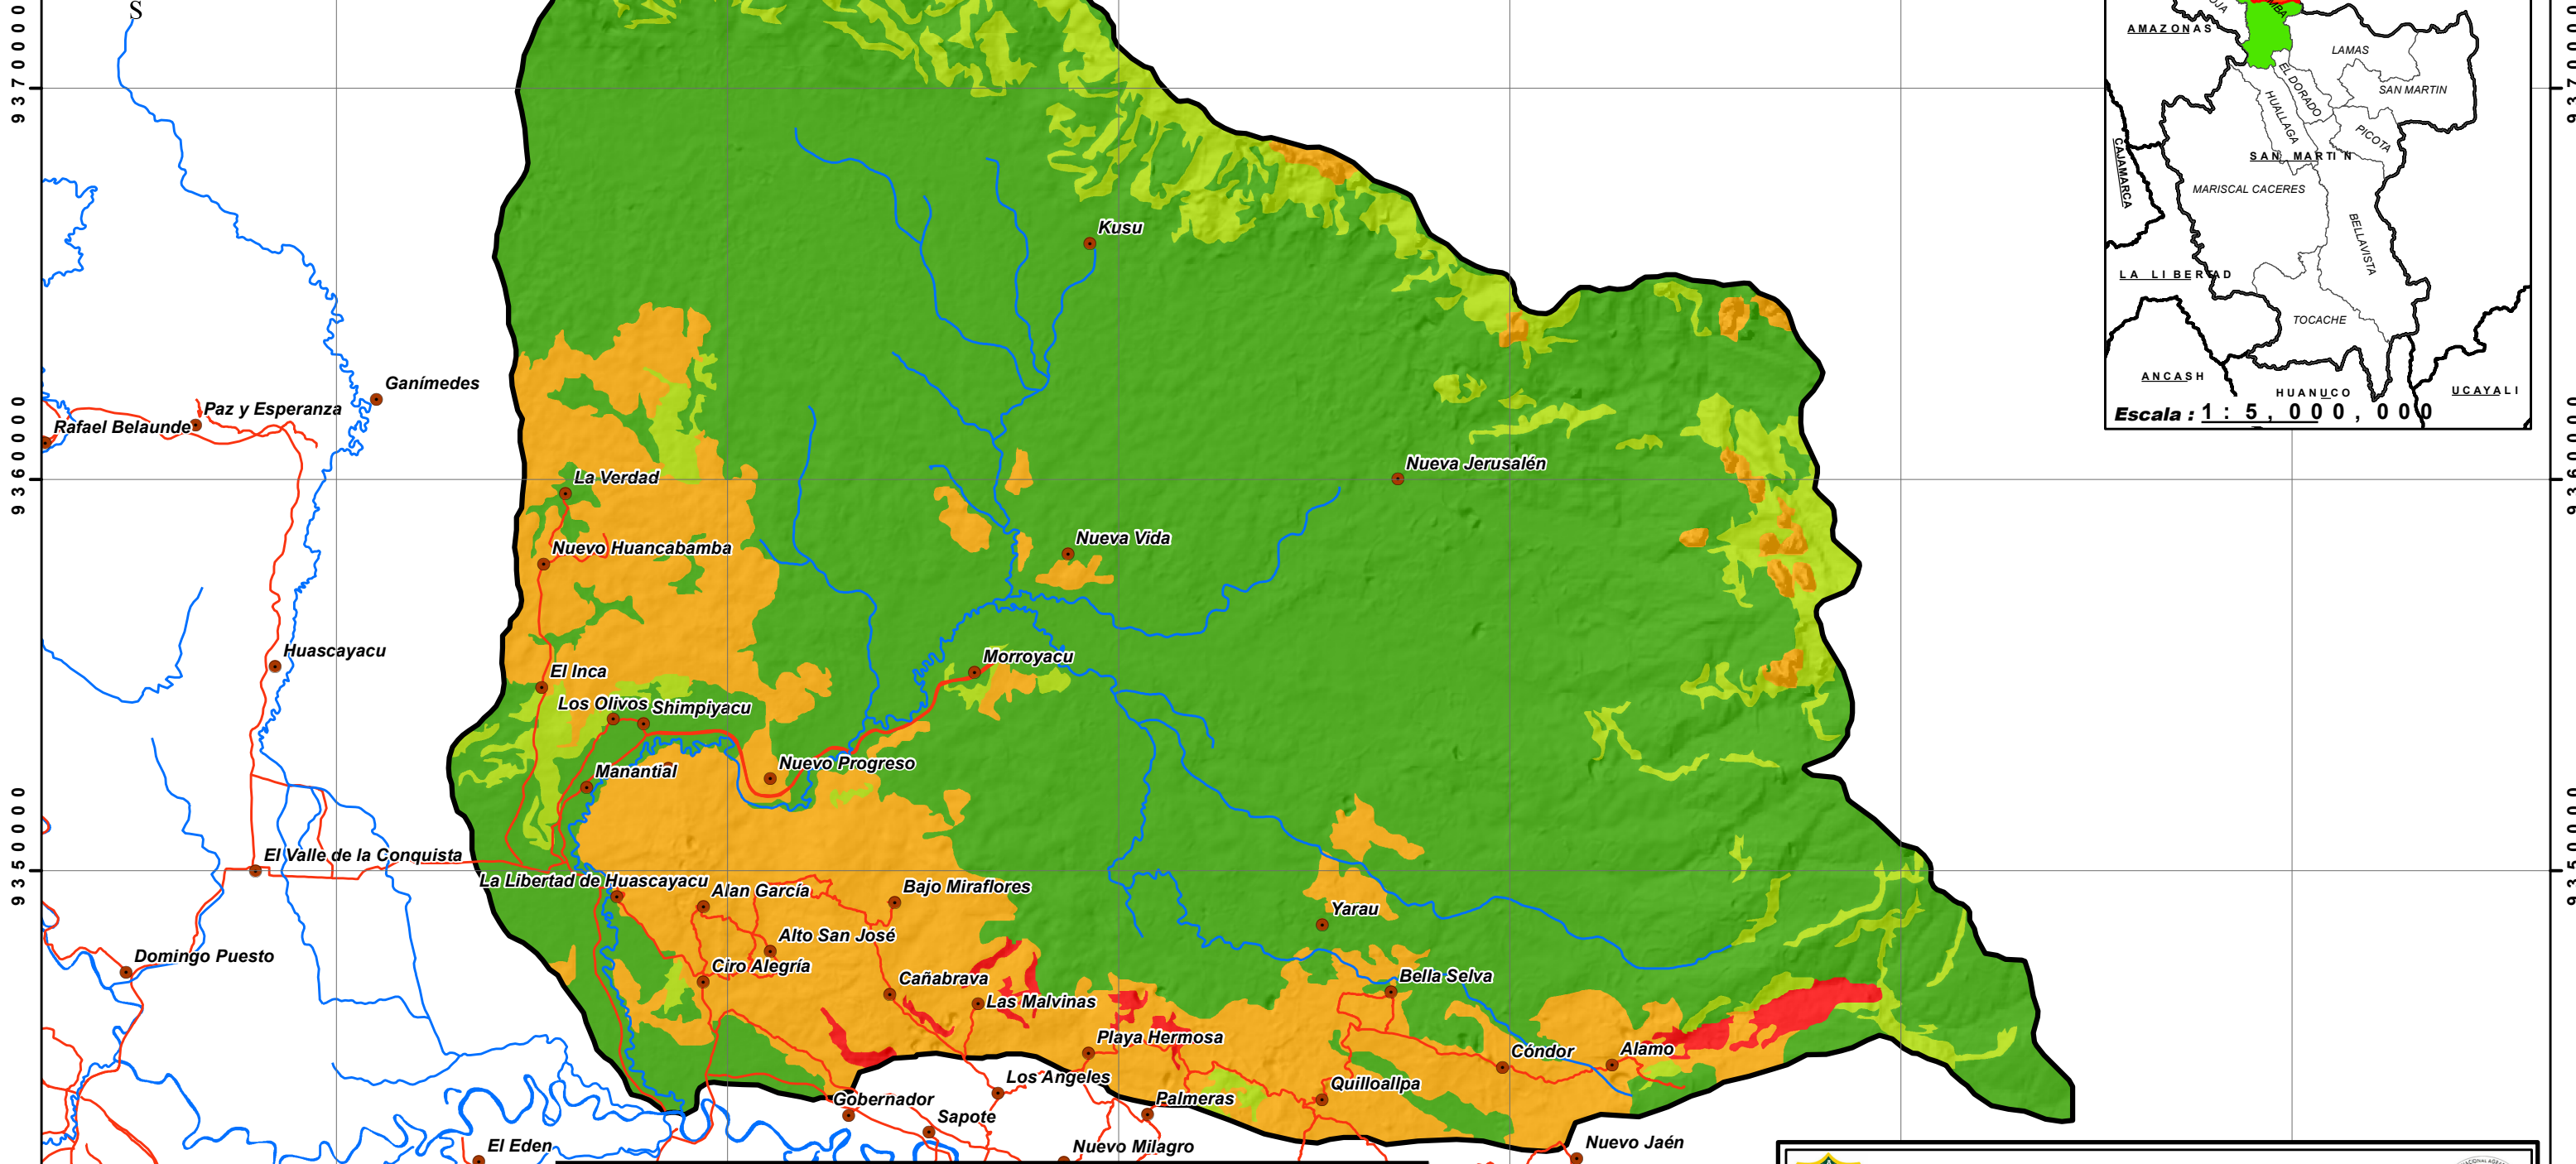 S
9370000
9360000
9350000
Kusu
Ganímedes
Paz y Esperanza
Rafael Belaunde
Nueva Jerusalén
La Verdad
Nueva Vida
Nuevo Huancabamba
Huascayacu
Morroyacu
El Inca
Los Olivos
Shimpiyacu
Nuevo Progreso
Manantial
El Valle de la Conquista
La Libertad de Huascayacu
Alan García
Bajo Miraflores
Yarau
Alto San José
Domingo Puesto
Ciro Alegría
Cañabrava
Bella Selva
Las Malvinas
Playa Hermosa
Cóndor
Alamo
Los Angeles
Quilloallpa
Gobernador
Palmeras
Sapote
El Eden
Nuevo Milagro
Nuevo Jaén
AMAZONAS
LAMAS
EL DORADO
SAN MARTIN
HUALLAGA
PICOTA
CAJAMARCA
SAN MARTIN
MARISCAL CACERES
BELLAVISTA
LA LIBERTAD
TOCACHE
ANCASH
HUANUCO
UCAYALI
Escala : 1:5,000,000